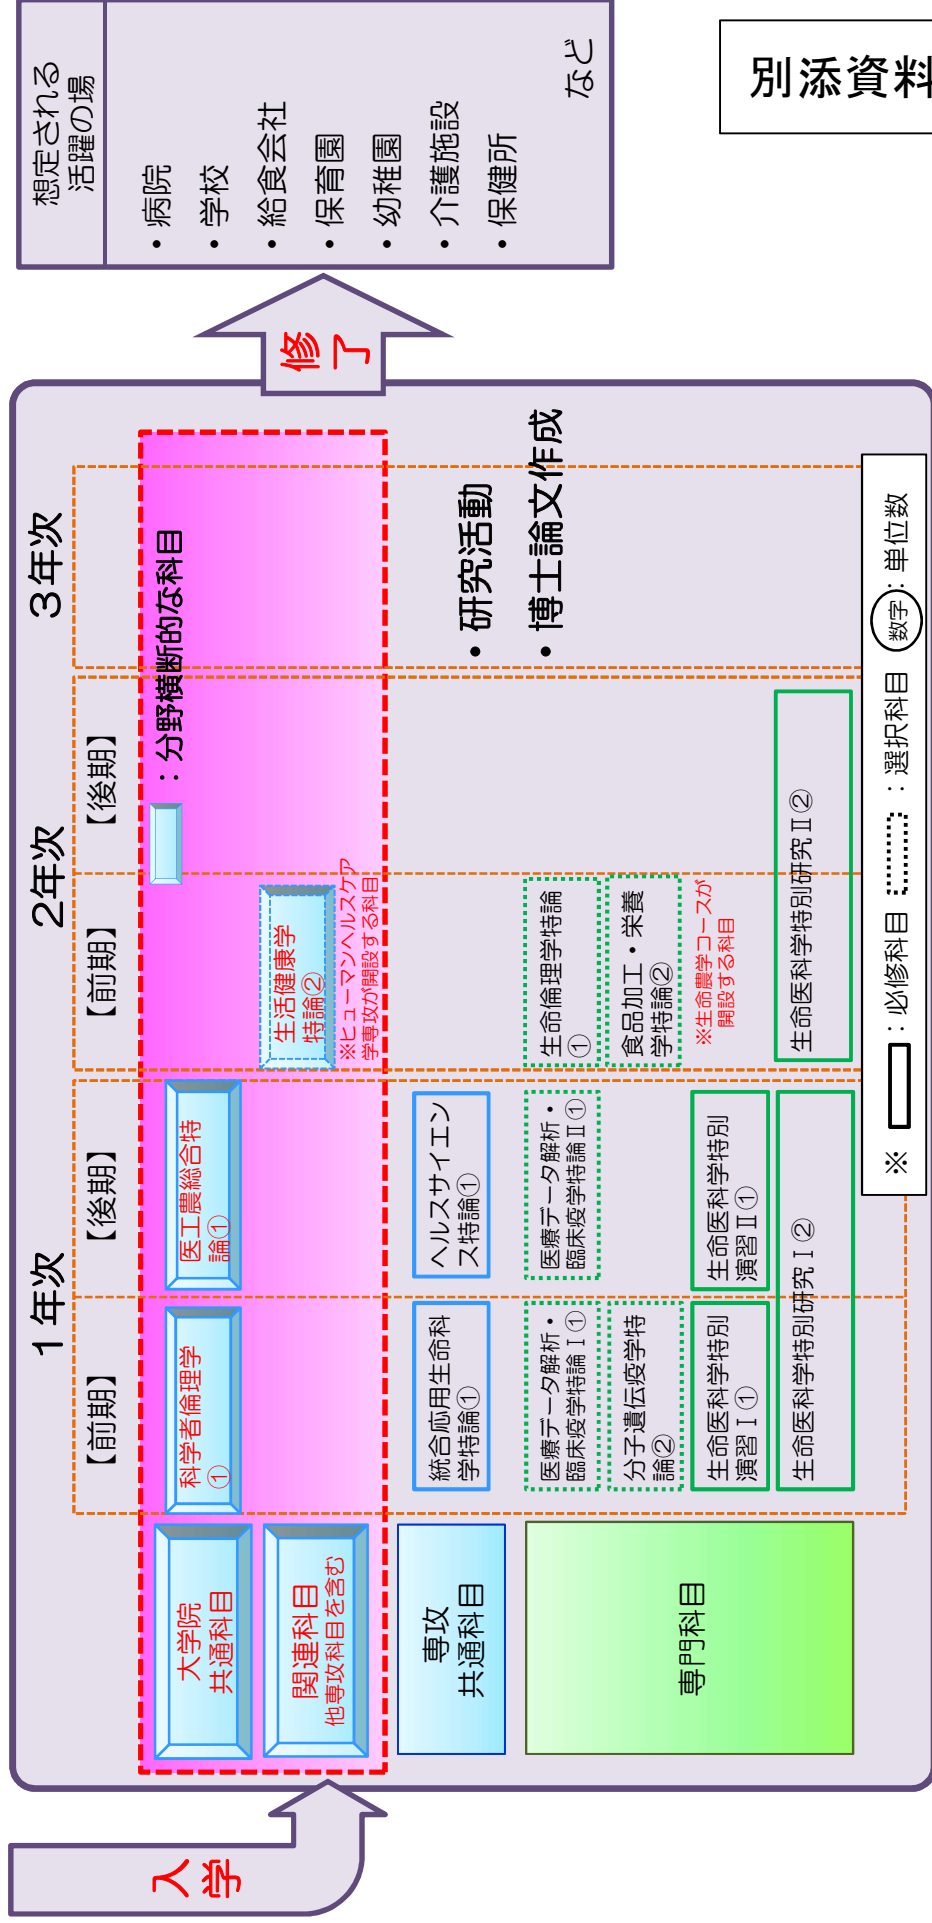 別添資料
入
学
1年次
2年次
3年次
【前期】
【後期】
【前期】
【後期】
大学院
共通科目
科学者倫理学
①
医工農総合特
論①
：分野横断的な科目
関連科目
他専攻科目を含む
生活健康学
特論②
※ヒューマンヘルスケア
学専攻が開設する科目
専攻
共通科目
統合応用生命科
学特論①
ヘルスサイエン
ス特論①
・研究活動
・博士論文作成
専門科目
医療データ解析・
臨床疫学特論Ⅰ①
医療データ解析・
臨床疫学特論Ⅱ①
生命倫理学特論
①
分子遺伝疫学特
論②
食品加工・栄養
学特論②
※生命農学コースが
開設する科目
生命医科学特別
演習Ⅰ①
生命医科学特別
演習Ⅱ①
生命医科学特別研究Ⅰ②
生命医科学特別研究Ⅱ②
※　：必修科目　：選択科目　数字：単位数
修
了
想定される
活躍の場
・病院
・学校
・給食会社
・保育園
・幼稚園
・介護施設
・保健所
など